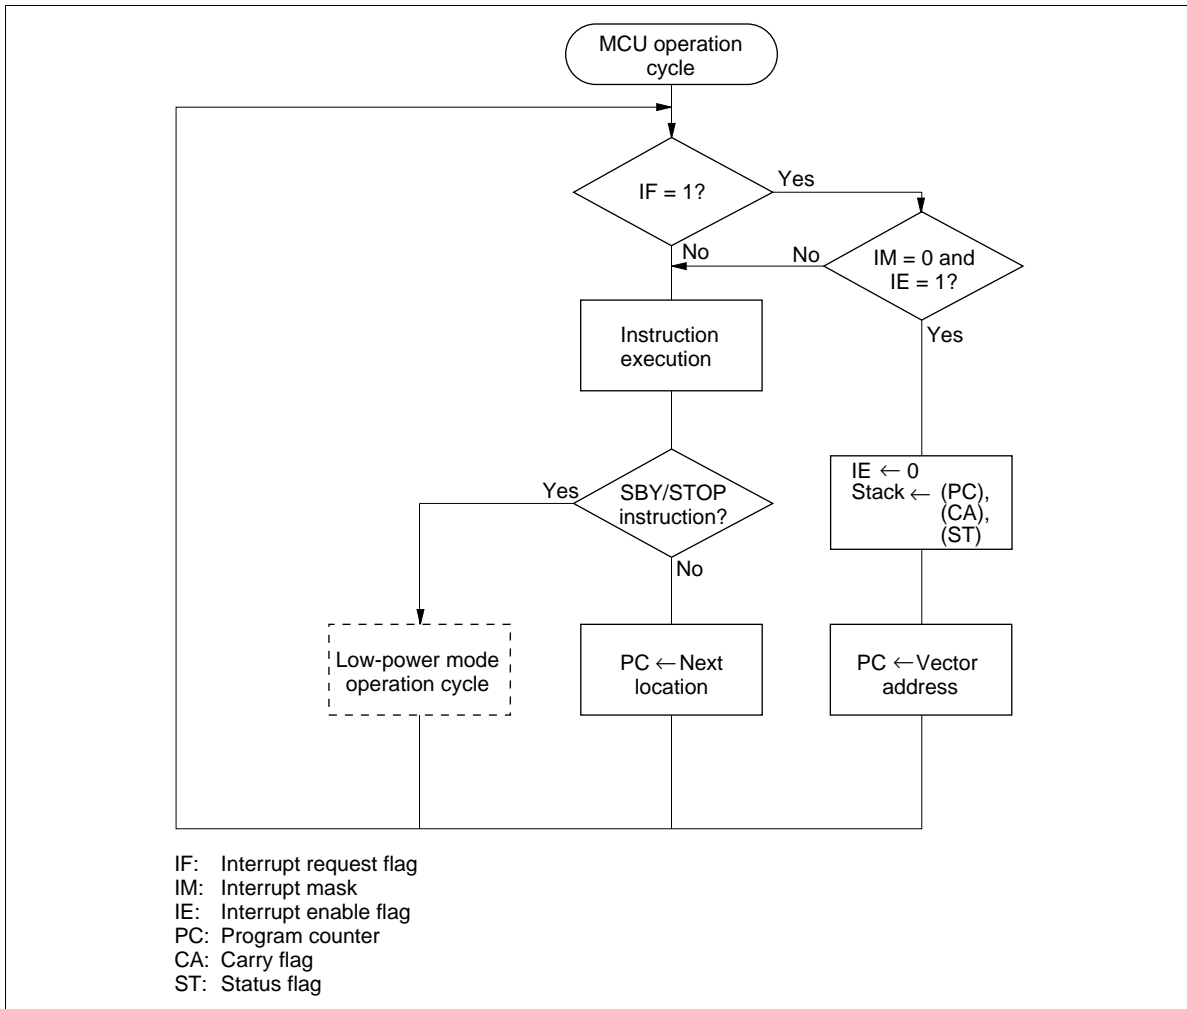 MCU operation
cycle
IF = 1?
Yes
No
No
IM = 0 and
IE = 1?
Yes
Instruction
execution
Yes
SBY/STOP
instruction?
No
IE ← 0
Stack ← (PC),
(CA),
(ST)
Low-power mode
operation cycle
PC ← Next
location
PC ← Vector
address
IF: Interrupt request flag
IM: Interrupt mask
IE: Interrupt enable flag
PC: Program counter
CA: Carry flag
ST: Status flag